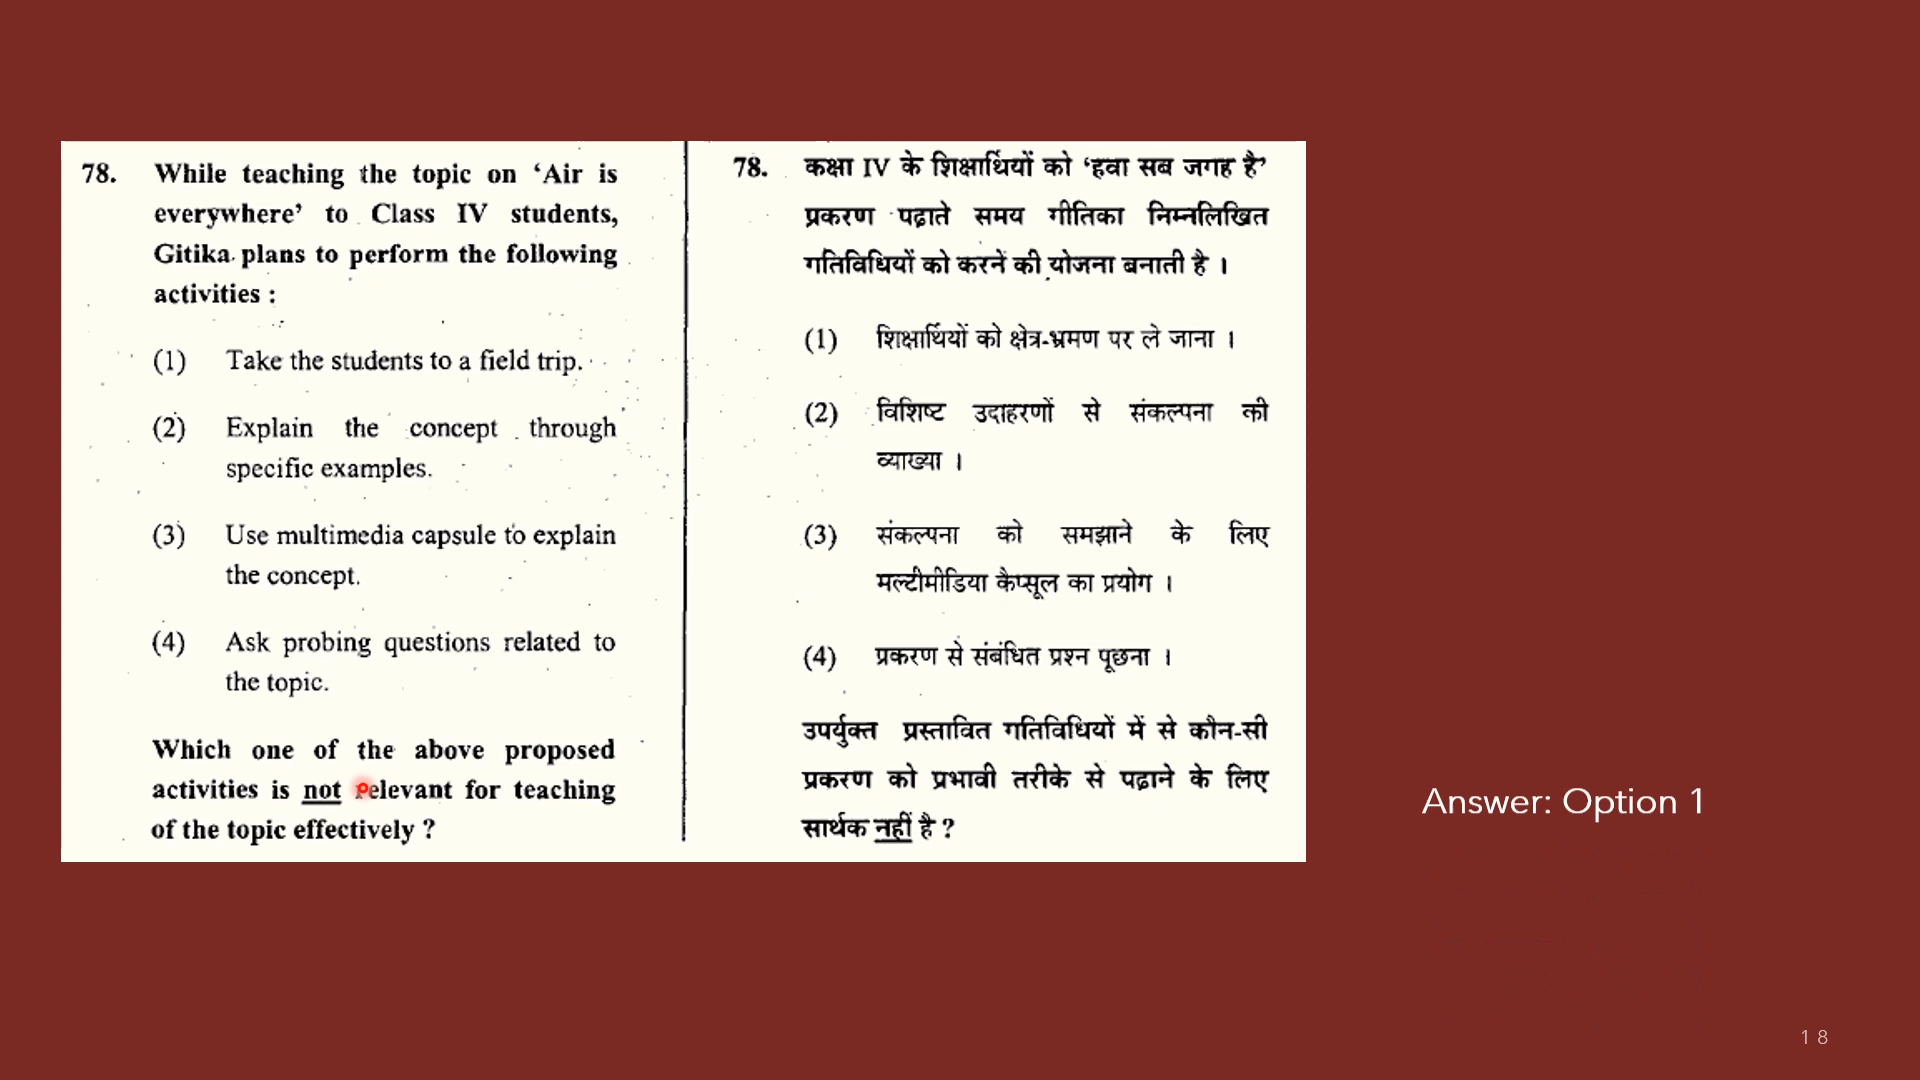 78. While teaching the topic on ‘Air is
everywhere’ to Class IV students,
Gitika plans to perform the following
activities :
(1) Take the students to a field trip.
(2) Explain the concept through
specific examples.
(3) Use multimedia capsule to explain
the concept.
(4) Ask probing questions related to
the topic.
Which one of the above proposed
activities is not relevant for teaching
of the topic effectively ?
78. कक्षा IV के शिक्षार्थियों को ‘हवा सब जगह है’
प्रकरण पढ़ाते समय गीतिका निम्नलिखित
गतिविधियों को करनें की योजना बनाती है ।
(1) शिक्षार्थियों को क्षेत्र-भ्रमण पर ले जाना ।
(2) विशिष्ट उदाहरणों से संकल्पना की
व्याख्या ।
(3) संकल्पना को समझाने के लिए
मल्टीमीडिया कैप्सूल का प्रयोग ।
(4) प्रकरण से संबंधित प्रश्न पूछना ।
उपर्युक्त प्रस्तावित गतिविधियों में से कौन-सी
प्रकरण को प्रभावी तरीके से पढ़ाने के लिए
सार्थक नहीं है ?
Answer: Option 1
18